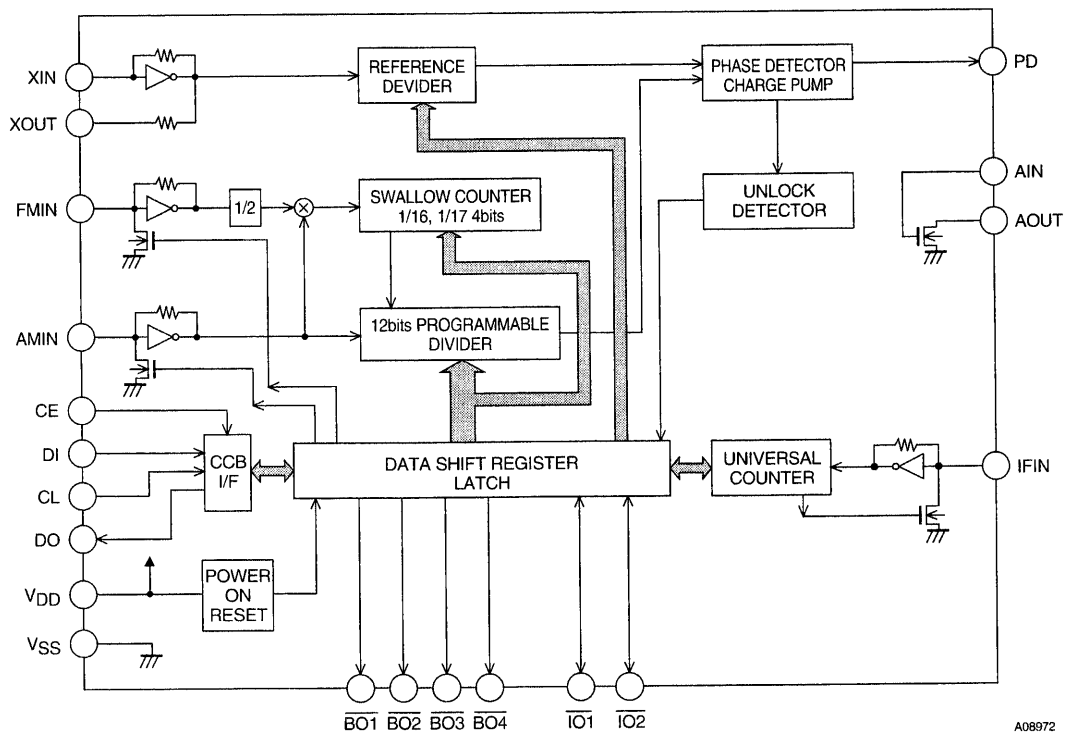 XIN
REFERENCE
DEVIDER
PHASE DETECTOR
CHARGE PUMP
PD
XOUT
FMIN
1/2
SWALLOW COUNTER
1/16, 1/17 4bits
UNLOCK
DETECTOR
AIN
AOUT
AMIN
12bits PROGRAMMABLE
DIVIDER
CE
DI
CL
DO
CCB
I/F
DATA SHIFT REGISTER
LATCH
UNIVERSAL
COUNTER
IFIN
VDD
POWER
ON
RESET
VSS
BO1 BO2 BO3 BO4 IO1 IO2
A08972